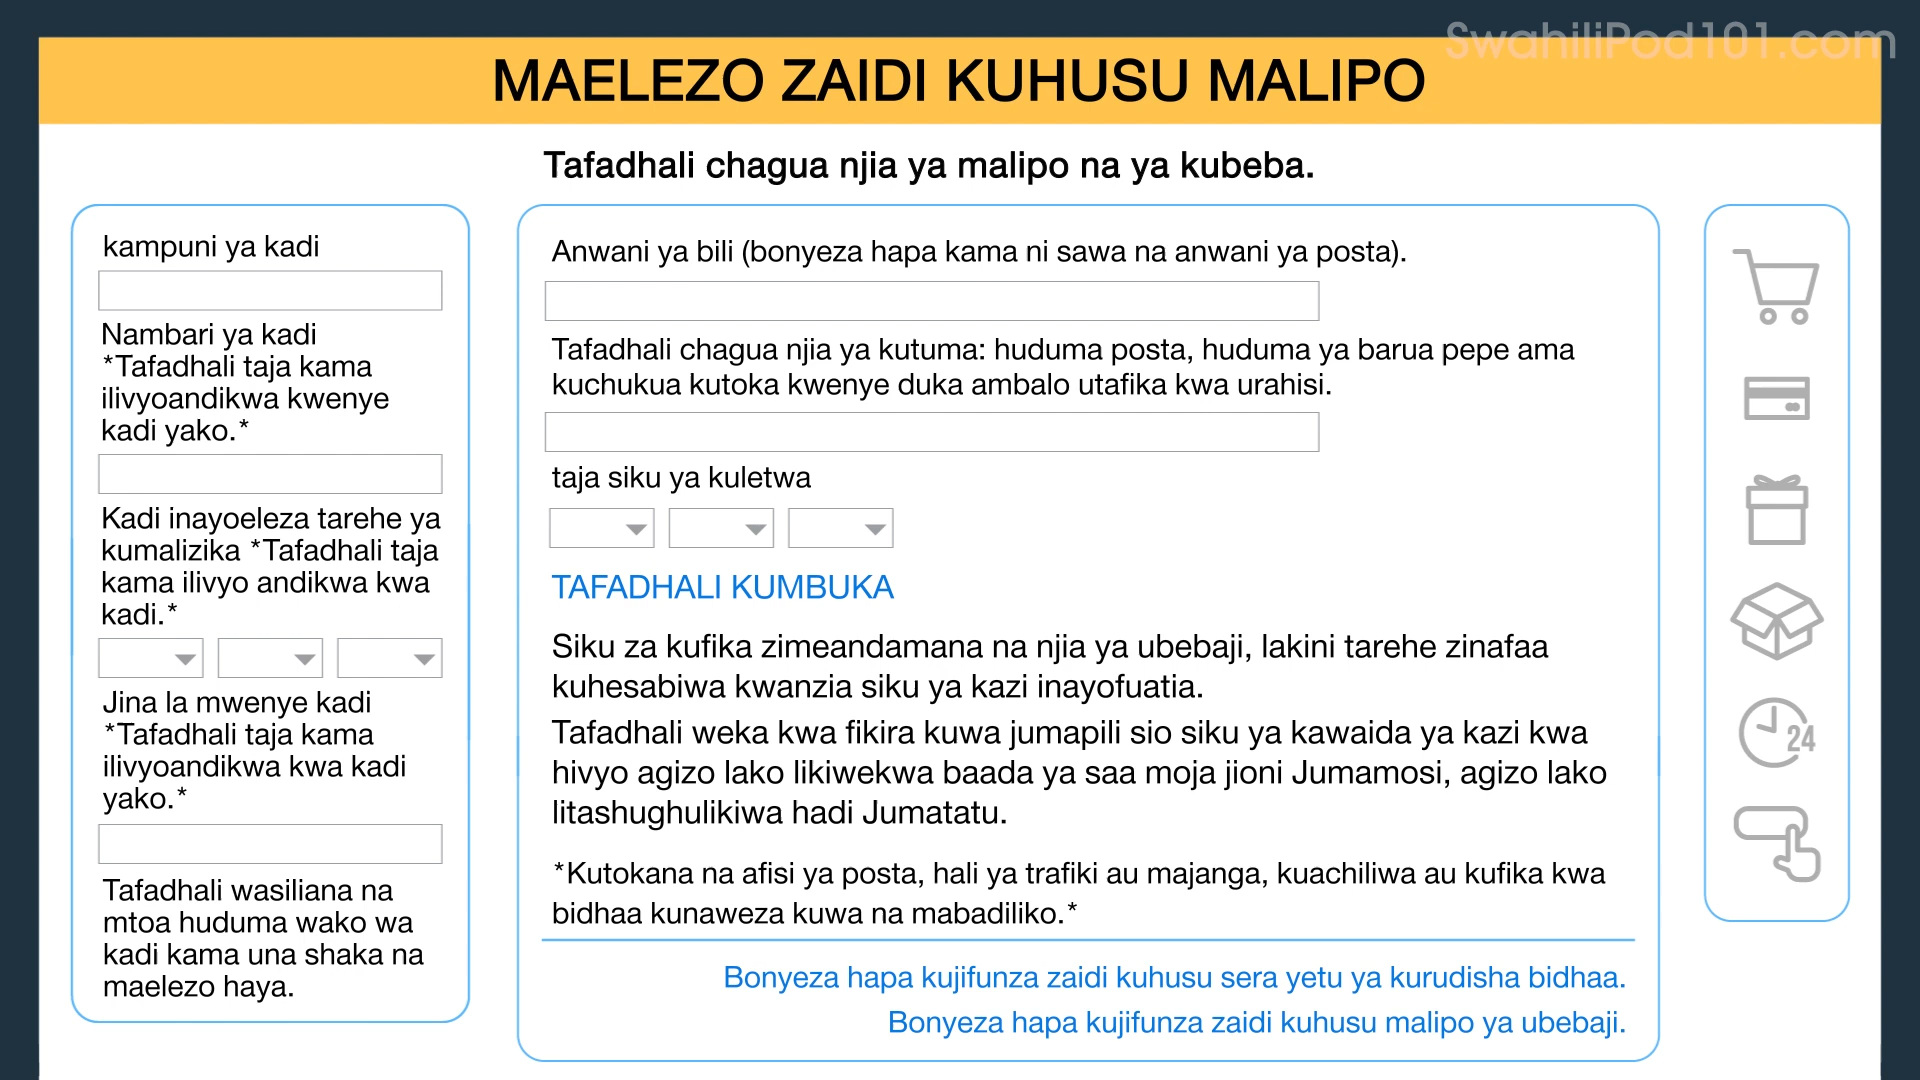 SwahiliPod101.com
MAELEZO ZAIDI KUHUSU MALIPO
Tafadhali chagua njia ya malipo na ya kubeba.
kampuni ya kadi
Nambari ya kadi
*Tafadhali taja kama
ilivyoandikwa kwenye
kadi yako.*
Kadi inayoeleza tarehe ya
kumalizika *Tafadhali taja
kama ilivyo andikwa kwa
kadi.*
Jina la mwenye kadi
*Tafadhali taja kama
ilivyoandikwa kwa kadi
yako.*
Tafadhali wasiliana na
mtoa huduma wako wa
kadi kama una shaka na
maelezo haya.
Anwani ya bili (bonyeza hapa kama ni sawa na anwani ya posta).
Tafadhali chagua njia ya kutuma: huduma posta, huduma ya barua pepe ama
kuchukua kutoka kwenye duka ambalo utafika kwa urahisi.
taja siku ya kuletwa
TAFADHALI KUMBUKA
Siku za kufika zimeandamana na njia ya ubebaji, lakini tarehe zinafaa
kuhesabiwa kwanzia siku ya kazi inayofuatia.
Tafadhali weka kwa fikira kuwa jumapili sio siku ya kawaida ya kazi kwa
hivyo agizo lako likiwekwa baada ya saa moja jioni Jumamosi, agizo lako
litashughulikiwa hadi Jumatatu.
*Kutokana na afisi ya posta, hali ya trafiki au majanga, kuachiliwa au kufika kwa
bidhaa kunaweza kuwa na mabadiliko.*
Bonyeza hapa kujifunza zaidi kuhusu sera yetu ya kurudisha bidhaa.
Bonyeza hapa kujifunza zaidi kuhusu malipo ya ubebaji.
24